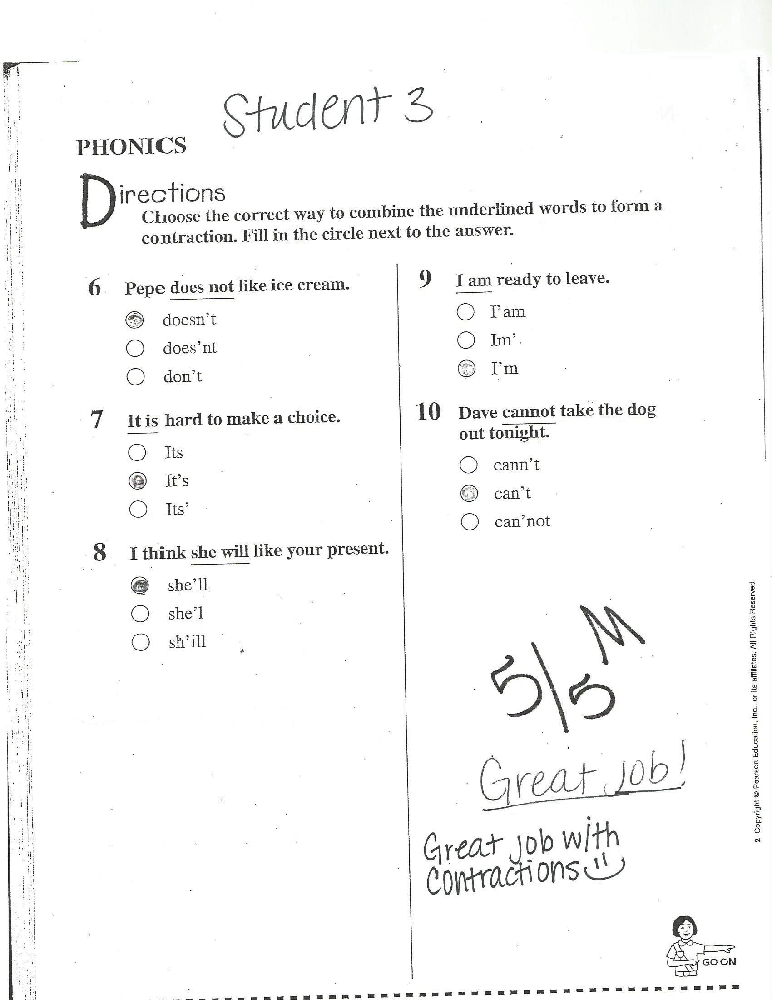 Student 3
PHONICS
Directions
Choose the correct way to combine the underlined words to form a
contraction. Fill in the circle next to the answer.
6 Pepe does not like ice cream.
doesn’t
does’nt
don’t
7 It is hard to make a choice.
Its
It’s
Its’
8 I think she will like your present.
she’ll
she’l
sh’ill
9 I am ready to leave.
I’am
Im’
I’m
10 Dave cannot take the dog
out tonight.
cann’t
can’t
can’not
5/5 M
Great job!
Great job with
contractions
GO ON
2 Copyright © Pearson Education, Inc., or its affiliates. All Rights Reserved.